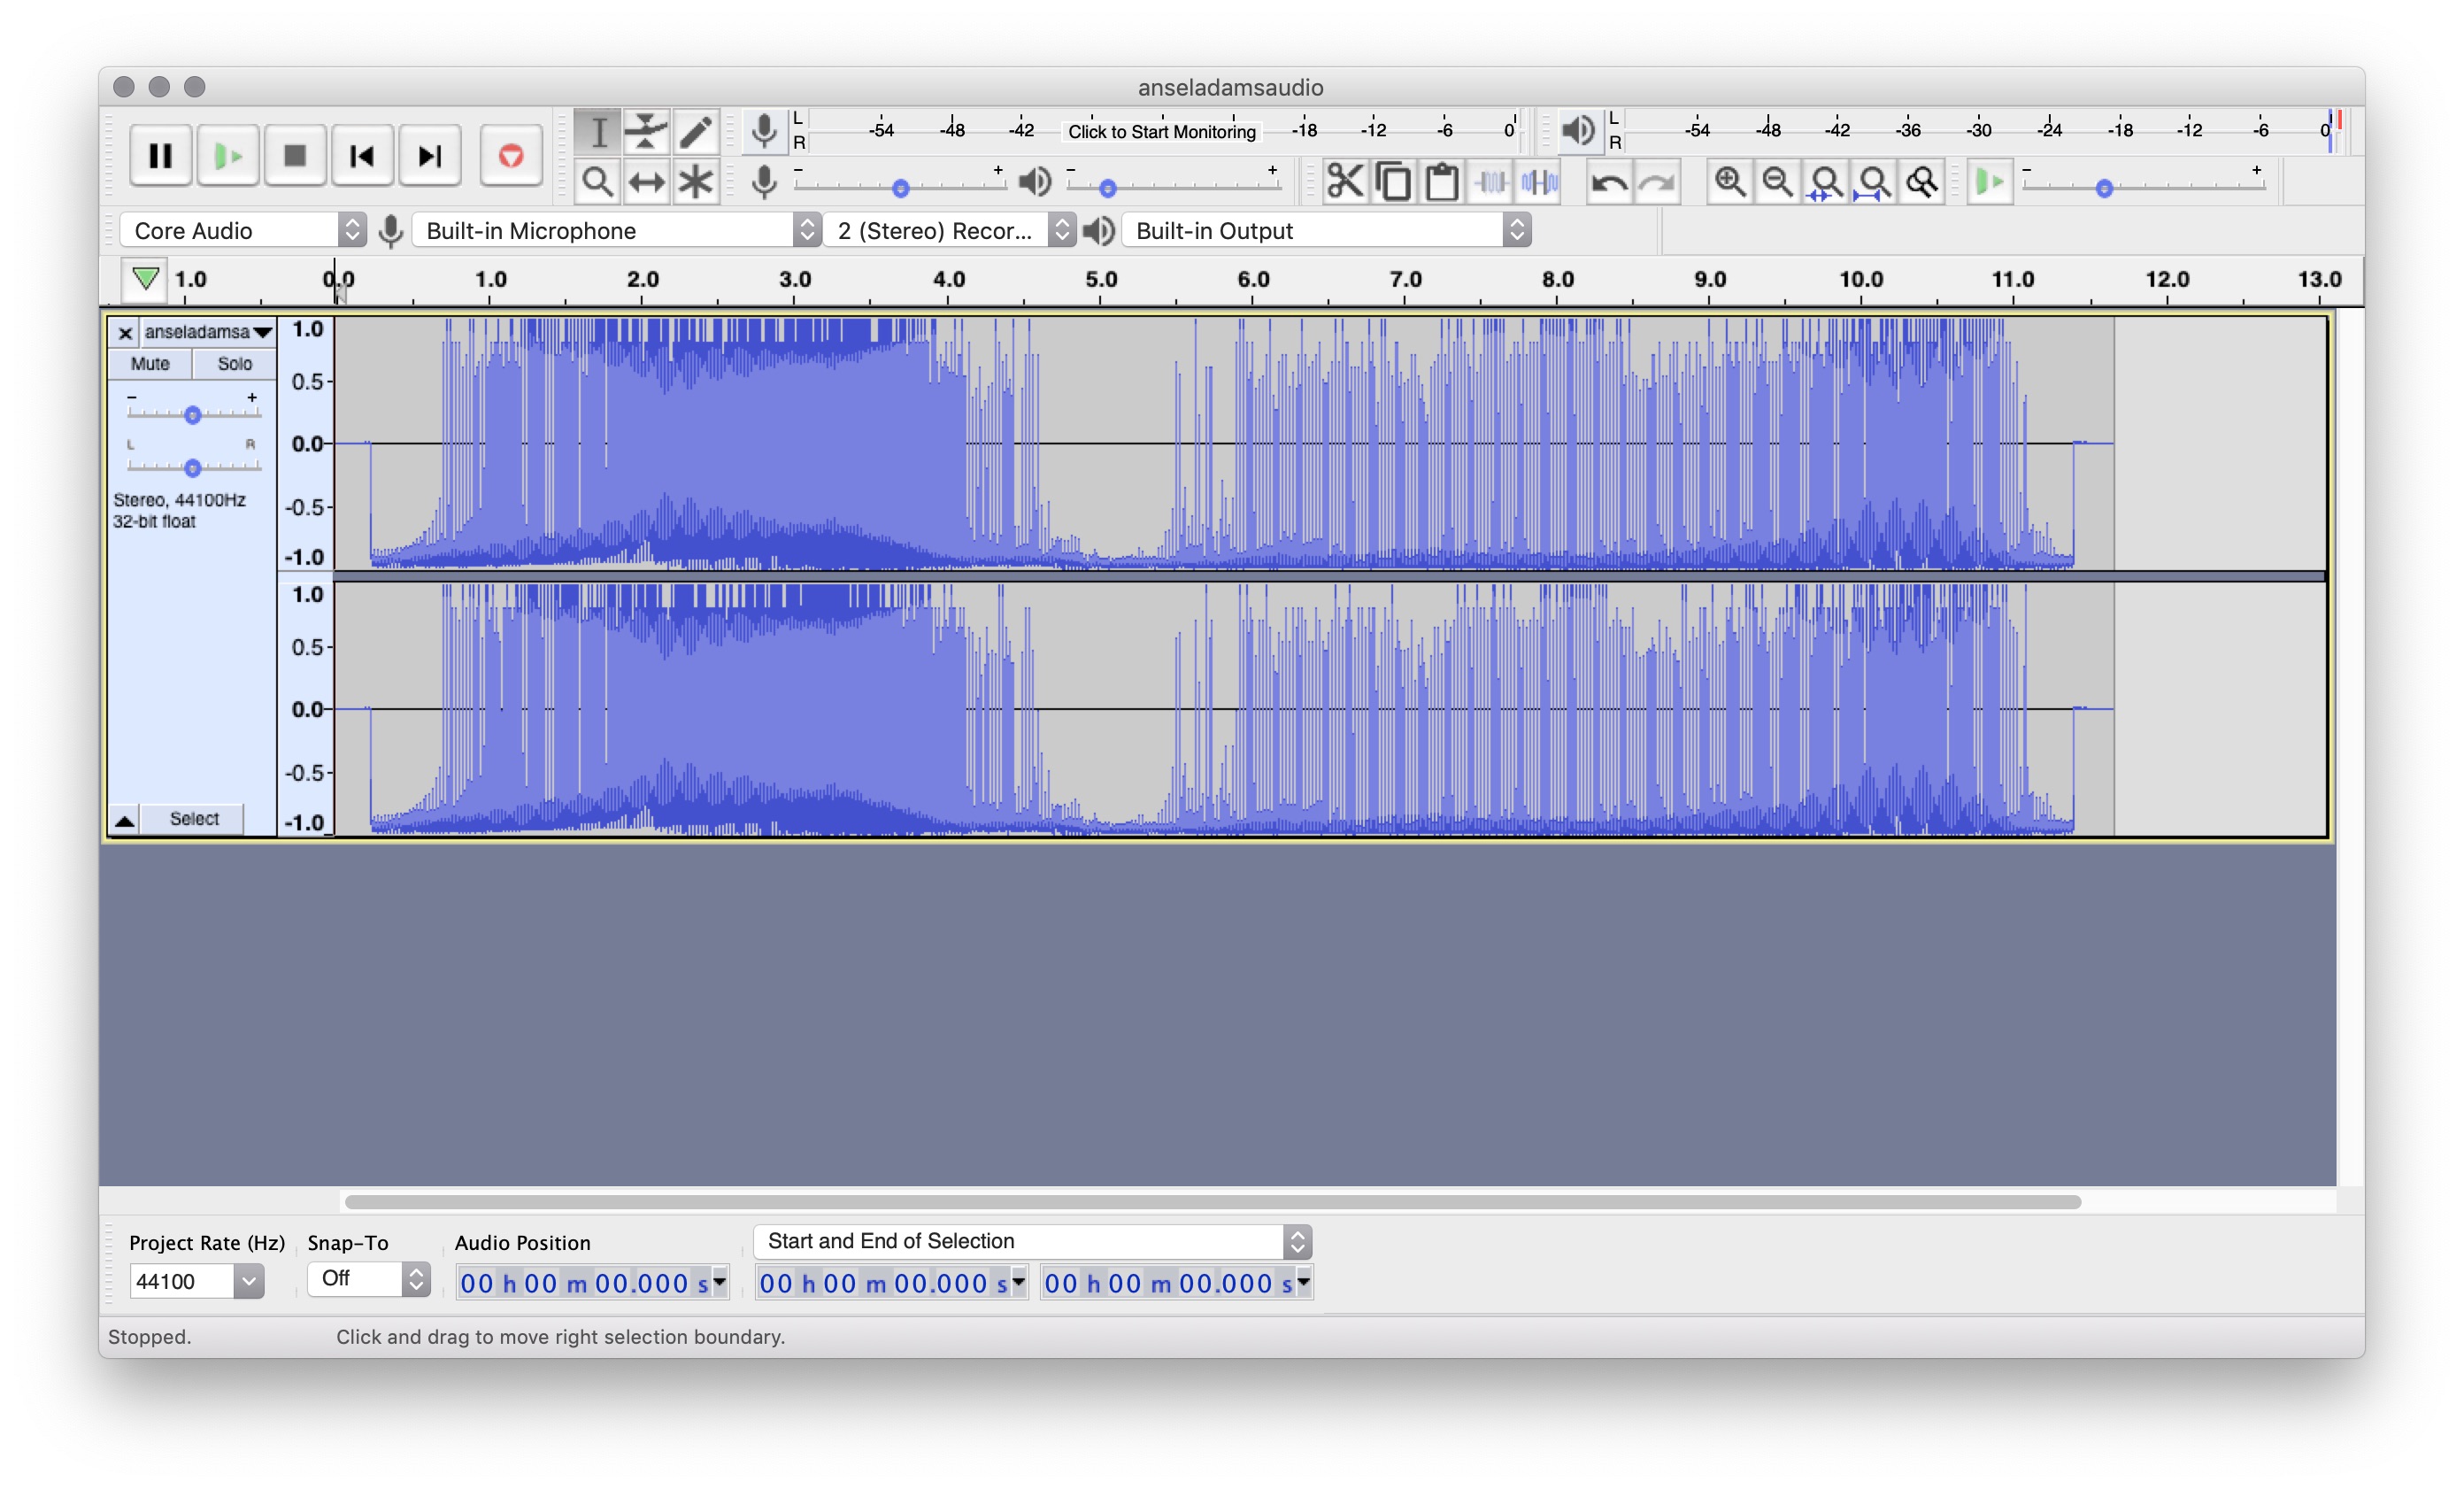 anseladamsaudio
L
R
-54 -48 -42 Click to Start Monitoring -18 -12 -6 0
L
R
-54 -48 -42 -36 -30 -24 -18 -12 -6 0
- + - + - +
Core Audio Built-in Microphone 2 (Stereo) Recor... Built-in Output
1.0 0.0 1.0 2.0 3.0 4.0 5.0 6.0 7.0 8.0 9.0 10.0 11.0 12.0 13.0
x anseladamsa
Mute Solo
- +
L R
Stereo, 44100Hz
32-bit float
Select
1.0
0.5-
0.0-
-0.5-
-1.0
1.0
0.5-
0.0-
-0.5-
-1.0
Project Rate (Hz) Snap-To Audio Position Start and End of Selection
44100 Off 00 h 00 m 00.000 s 00 h 00 m 00.000 s 00 h 00 m 00.000 s
Stopped. Click and drag to move right selection boundary.